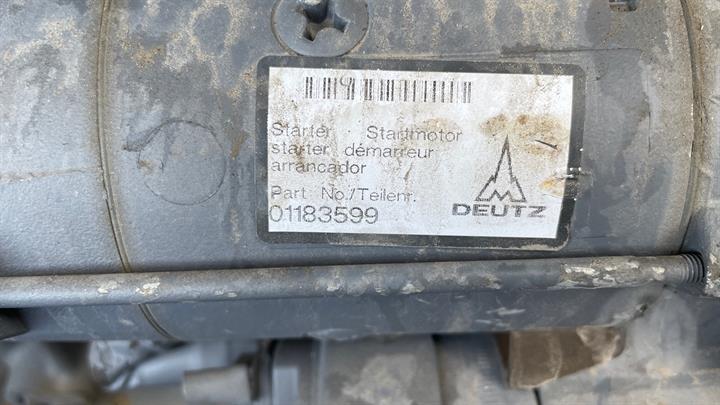 Starter · Startmotor
starter démarreur
arrancador
Part No./Teilenr.
01183599
DEUTZ